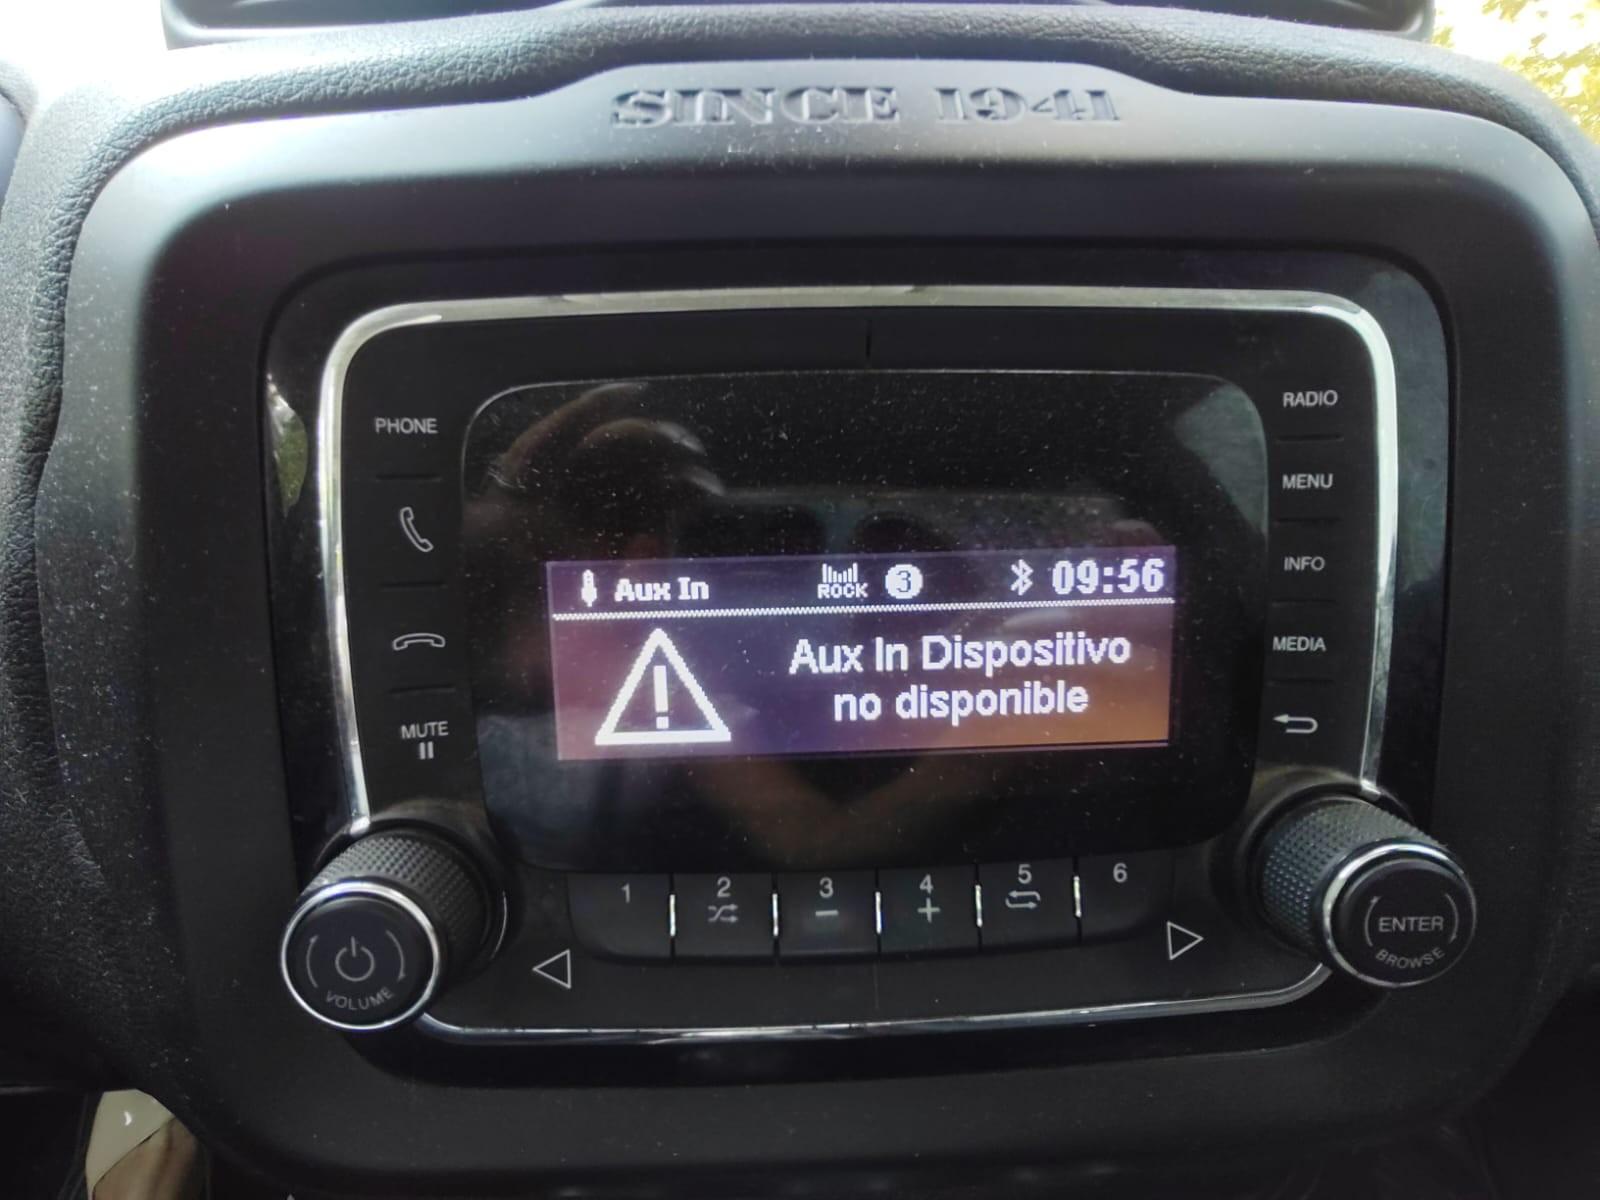 SINCE 1941
PHONE
MUTE
RADIO
MENU
INFO
MEDIA
Aux In ROCK 3 09:56
Aux In Dispositivo
no disponible
1 2 3 4 5 6
VOLUME
ENTER
BROWSE